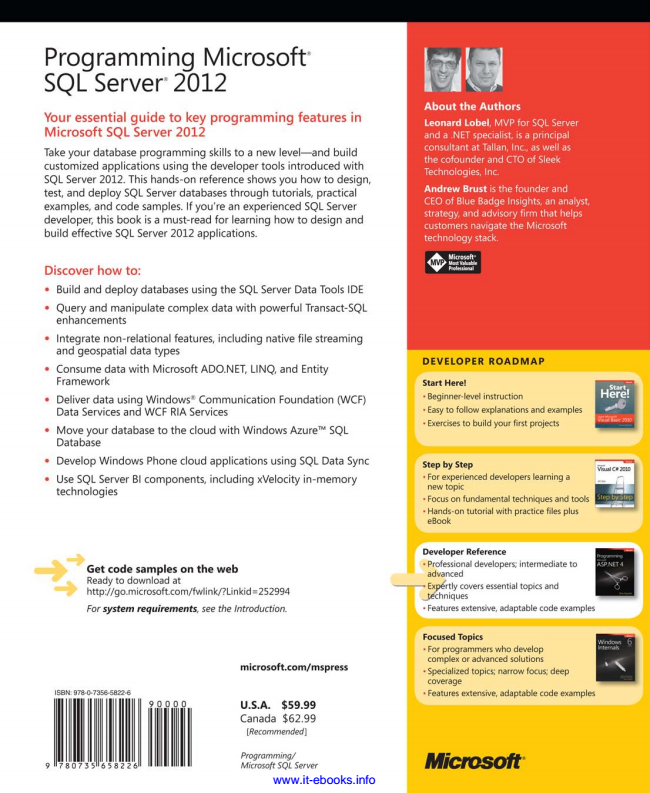 Programming Microsoft®
SQL Server® 2012
Your essential guide to key programming features in
Microsoft SQL Server 2012
Take your database programming skills to a new level—and build
customized applications using the developer tools introduced with
SQL Server 2012. This hands-on reference shows you how to design,
test, and deploy SQL Server databases through tutorials, practical
examples, and code samples. If you're an experienced SQL Server
developer, this book is a must-read for learning how to design and
build effective SQL Server 2012 applications.
Discover how to:
• Build and deploy databases using the SQL Server Data Tools IDE
• Query and manipulate complex data with powerful Transact-SQL
enhancements
• Integrate non-relational features, including native file streaming
and geospatial data types
• Consume data with Microsoft ADO.NET, LINQ, and Entity
Framework
• Deliver data using Windows® Communication Foundation (WCF)
Data Services and WCF RIA Services
• Move your database to the cloud with Windows Azure™ SQL
Database
• Develop Windows Phone cloud applications using SQL Data Sync
• Use SQL Server BI components, including xVelocity in-memory
technologies
Get code samples on the web
Ready to download at
http://go.microsoft.com/fwlink/?Linkid=252994
For system requirements, see the Introduction.
microsoft.com/mspress
ISBN: 978-0-7356-5822-6
90000
9 780735 658226
U.S.A. $59.99
Canada $62.99
[Recommended]
Programming/
Microsoft SQL Server
About the Authors
Leonard Lobel, MVP for SQL Server
and a .NET specialist, is a principal
consultant at Tallan, Inc., as well as
the cofounder and CTO of Sleek
Technologies, Inc.
Andrew Brust is the founder and
CEO of Blue Badge Insights, an analyst,
strategy, and advisory firm that helps
customers navigate the Microsoft
technology stack.
MVP
Microsoft®
Most Valuable
Professional
DEVELOPER ROADMAP
Start Here!
• Beginner-level instruction
• Easy to follow explanations and examples
• Exercises to build your first projects
Start
Here!
Visual Basic 2010
Step by Step
• For experienced developers learning a
new topic
• Focus on fundamental techniques and tools
• Hands-on tutorial with practice files plus
eBook
Visual C# 2010
Step by Step
Developer Reference
• Professional developers; intermediate to
advanced
• Expertly covers essential topics and
techniques
• Features extensive, adaptable code examples
Programming
ASP.NET 4
Focused Topics
• For programmers who develop
complex or advanced solutions
• Specialized topics; narrow focus; deep
coverage
• Features extensive, adaptable code examples
Windows
Internals
6
Microsoft®
www.it-ebooks.info